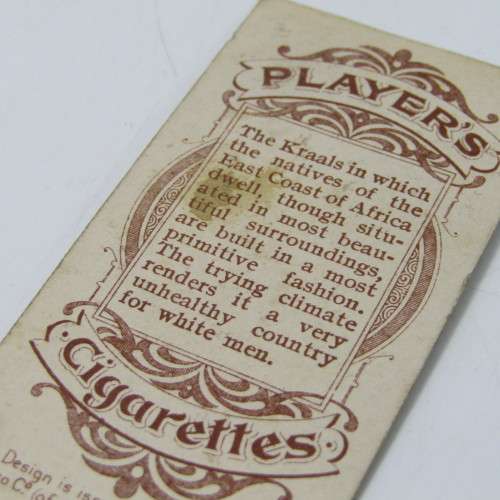 PLAYER'S
The Kraals in which
the natives of the
East Coast of Africa
dwell, though situ-
ated in most beau-
tiful surroundings
are built in a most
primitive fashion.
The trying climate
renders it a very
unhealthy country
for white men.
Cigarettes
Design is
Co. (of